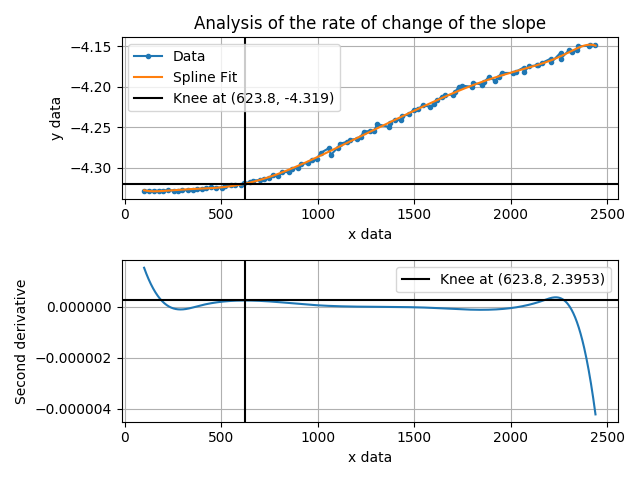 Analysis of the rate of change of the slope
−4.15
−4.20
−4.25
−4.30
y data
Data
Spline Fit
Knee at (623.8, -4.319)
0
500
1000
1500
2000
2500
x data
0.000000
−0.000002
−0.000004
Second derivative
Knee at (623.8, 2.3953)
0
500
1000
1500
2000
2500
x data